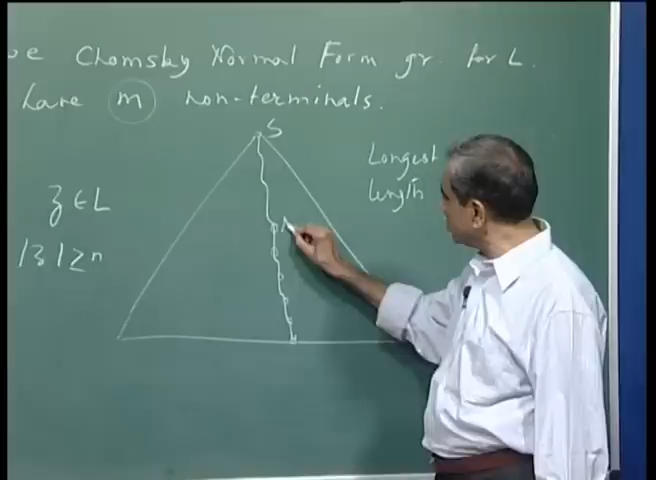 Chomsky Normal Form gr. for L.
have m non-terminals.
S
Longest
length
z ∈ L
|z| ≥ n